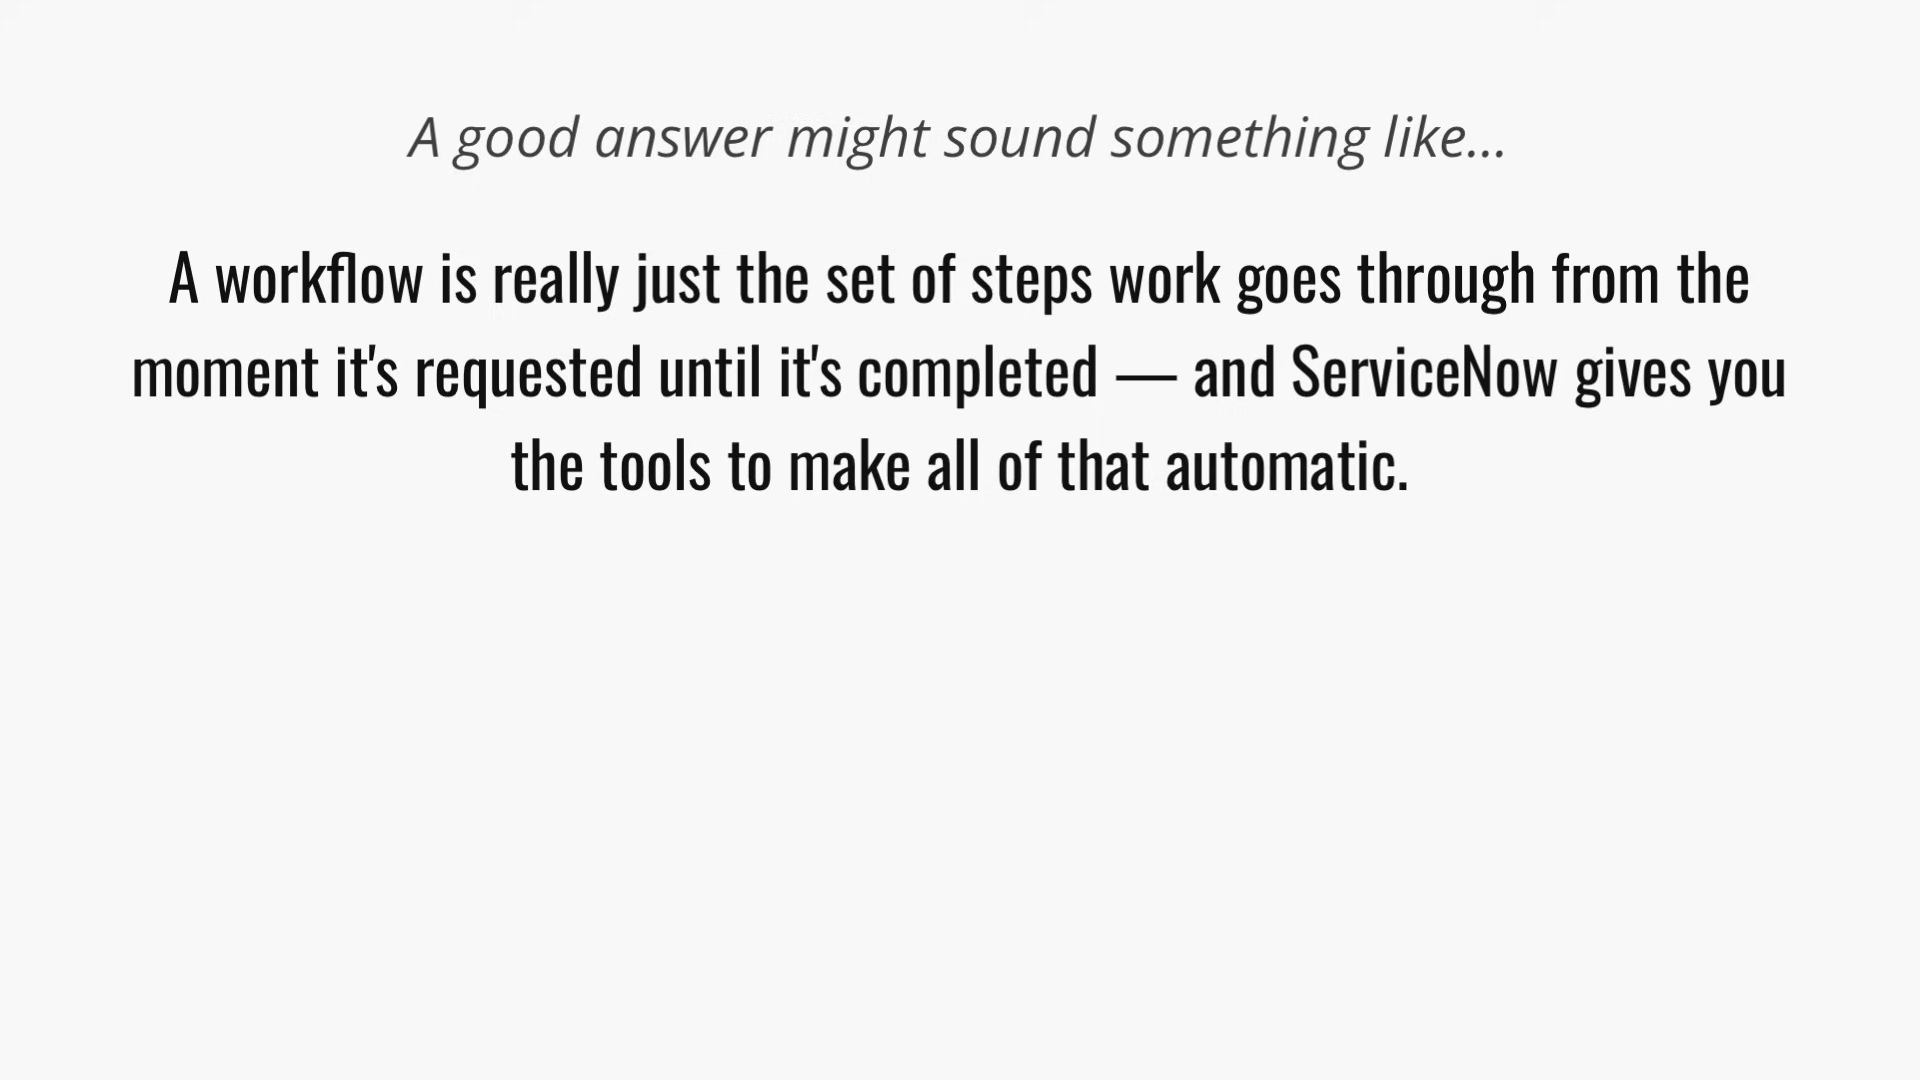 A good answer might sound something like...
A workflow is really just the set of steps work goes through from the
moment it's requested until it's completed — and ServiceNow gives you
the tools to make all of that automatic.